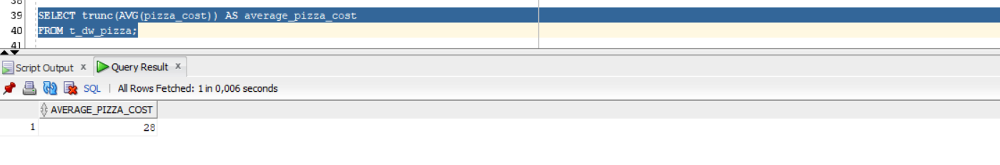 38
39 SELECT trunc(AVG(pizza_cost)) AS average_pizza_cost
40 FROM t_dw_pizza;
41
Script Output x Query Result x
SQL | All Rows Fetched: 1 in 0,006 seconds
AVERAGE_PIZZA_COST
1 28